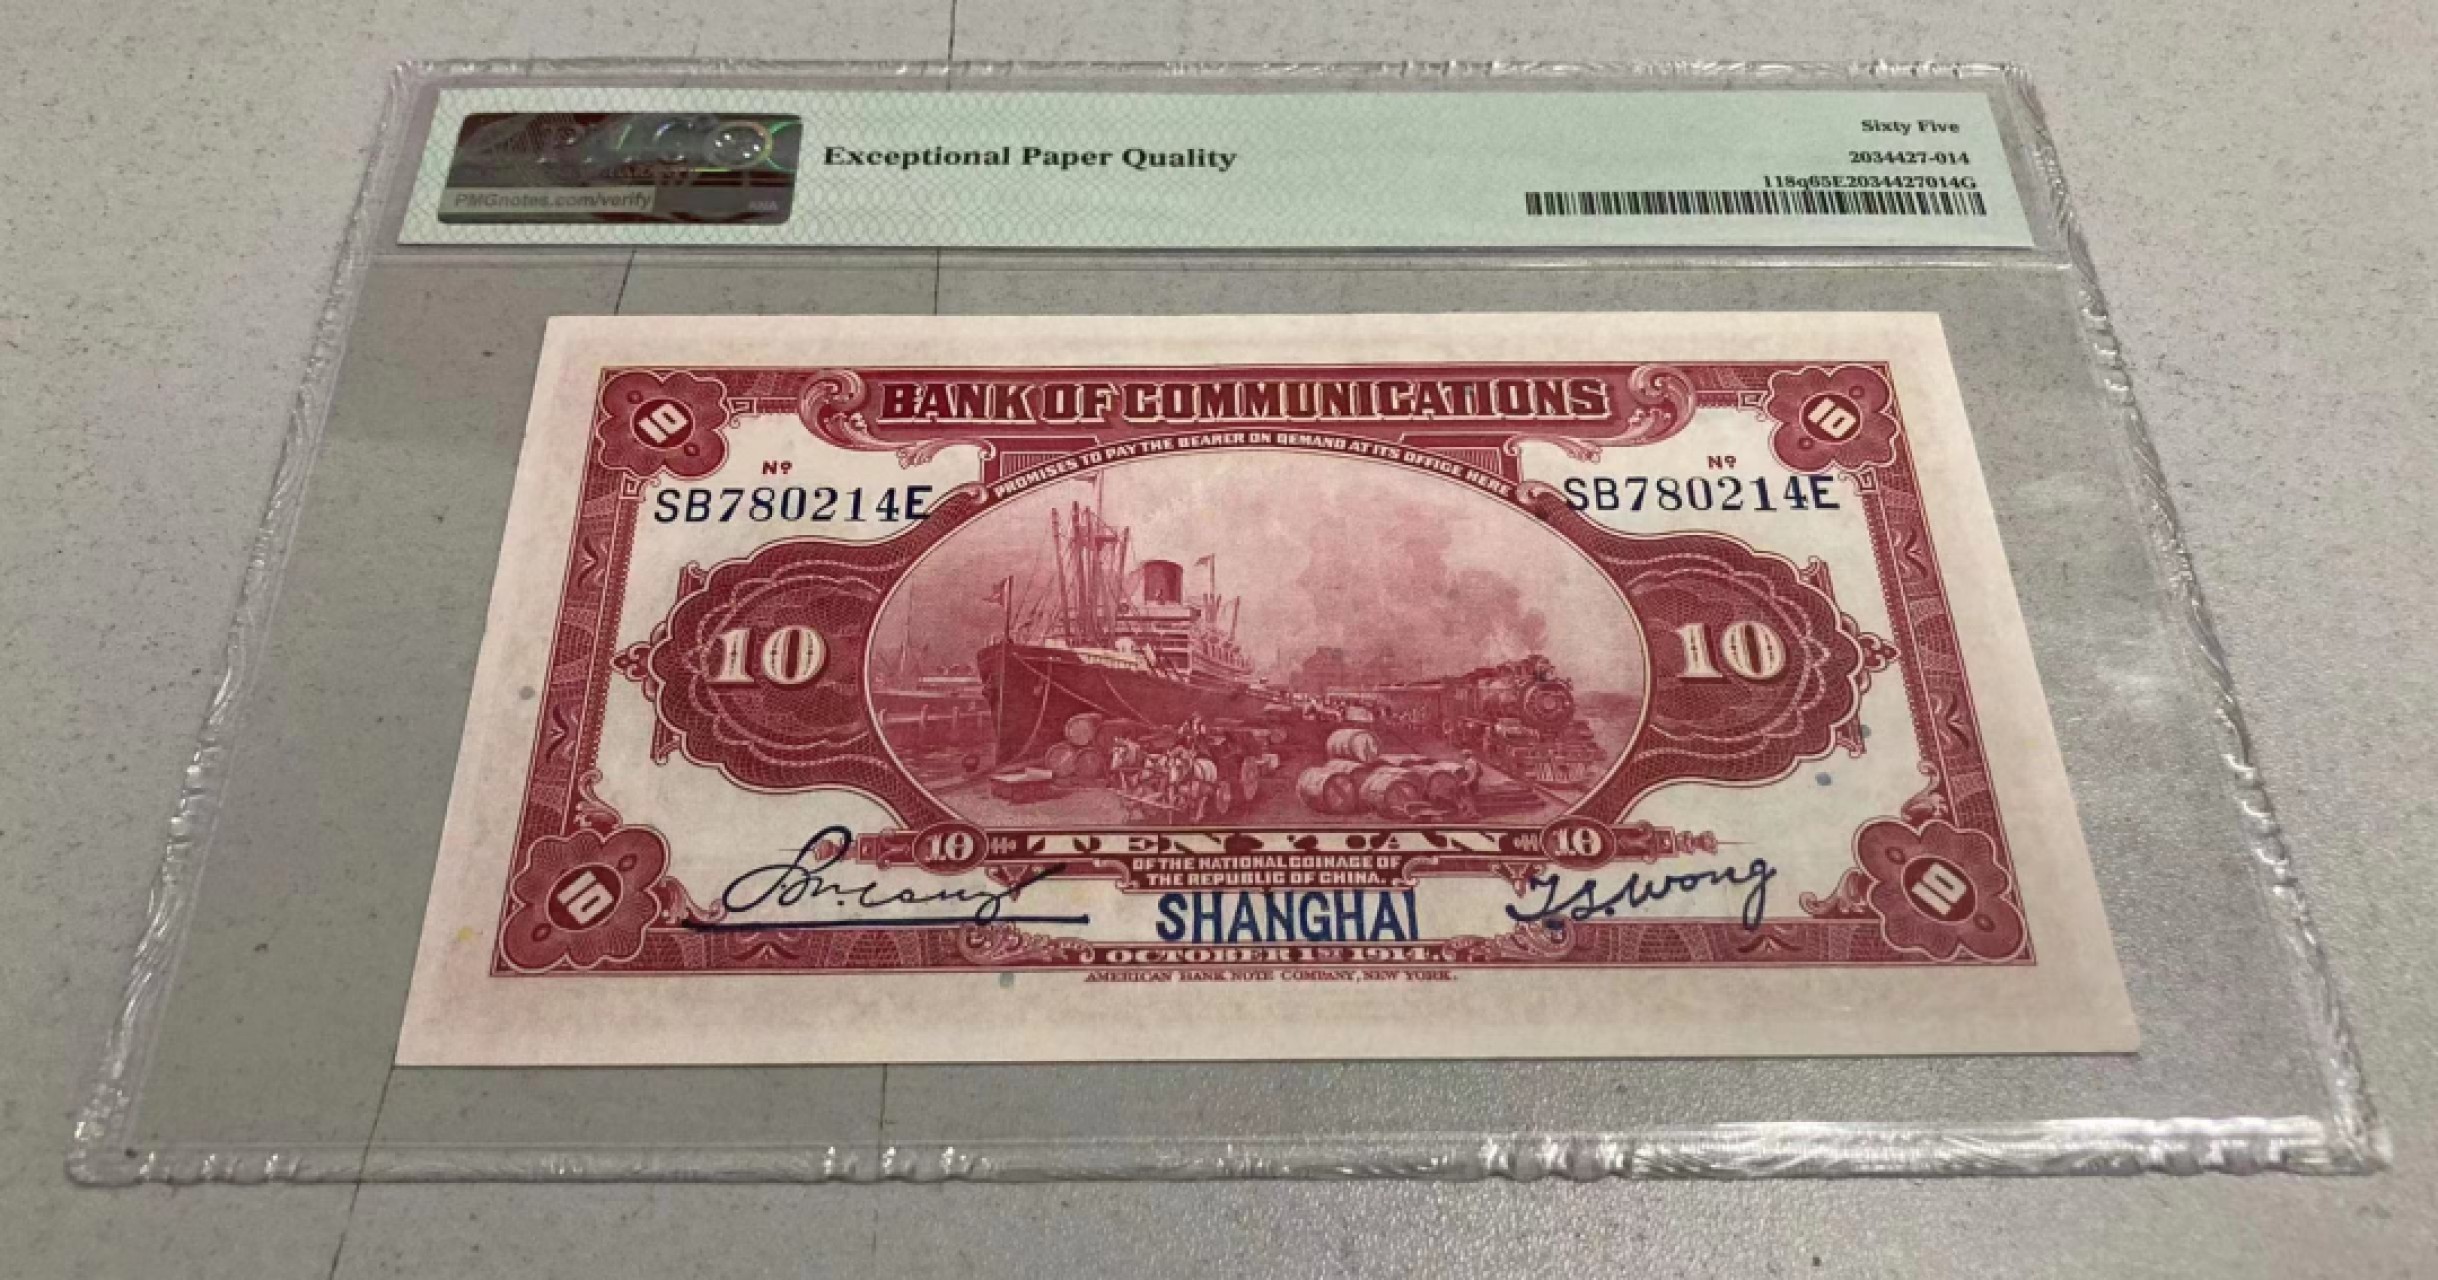 Sixty Five
Exceptional Paper Quality
2034427-014
118q65E2034427014G
PMGnotes.com/verify
ANA
10 BANK OF COMMUNICATIONS 10
PROMISES TO PAY THE BEARER ON DEMAND AT ITS OFFICE HERE
Nº Nº
SB780214E SB780214E
10 10
10 TEN YUAN 10
OF THE NATIONAL COINAGE OF
THE REPUBLIC OF CHINA.
10 SHANGHAI T.S. Wong 10
OCTOBER 1ST 1914.
AMERICAN BANK NOTE COMPANY, NEW YORK.